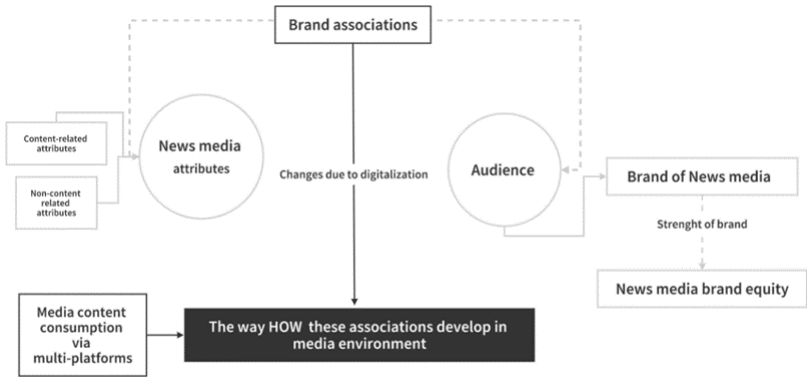 Brand associations
Content-related
attributes
Non-content
related
attributes
News media
attributes
Changes due to digitalization
Audience
Brand of News media
Strenght of brand
News media brand equity
Media content
consumption
via
multi-platforms
The way HOW these associations develop in
media environment